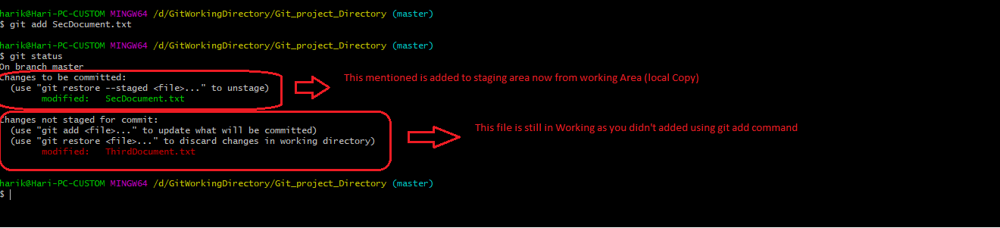 harik@Hari-PC-CUSTOM MINGW64 /d/GitWorkingDirectory/Git_project_Directory (master)
$ git add SecDocument.txt
harik@Hari-PC-CUSTOM MINGW64 /d/GitWorkingDirectory/Git_project_Directory (master)
$ git status
On branch master
Changes to be committed:
(use "git restore --staged <file>..." to unstage)
modified: SecDocument.txt
This mentioned is added to staging area now from working Area (local Copy)
Changes not staged for commit:
(use "git add <file>..." to update what will be committed)
(use "git restore <file>..." to discard changes in working directory)
modified: ThirdDocument.txt
This file is still in Working as you didn't added using git add command
harik@Hari-PC-CUSTOM MINGW64 /d/GitWorkingDirectory/Git_project_Directory (master)
$